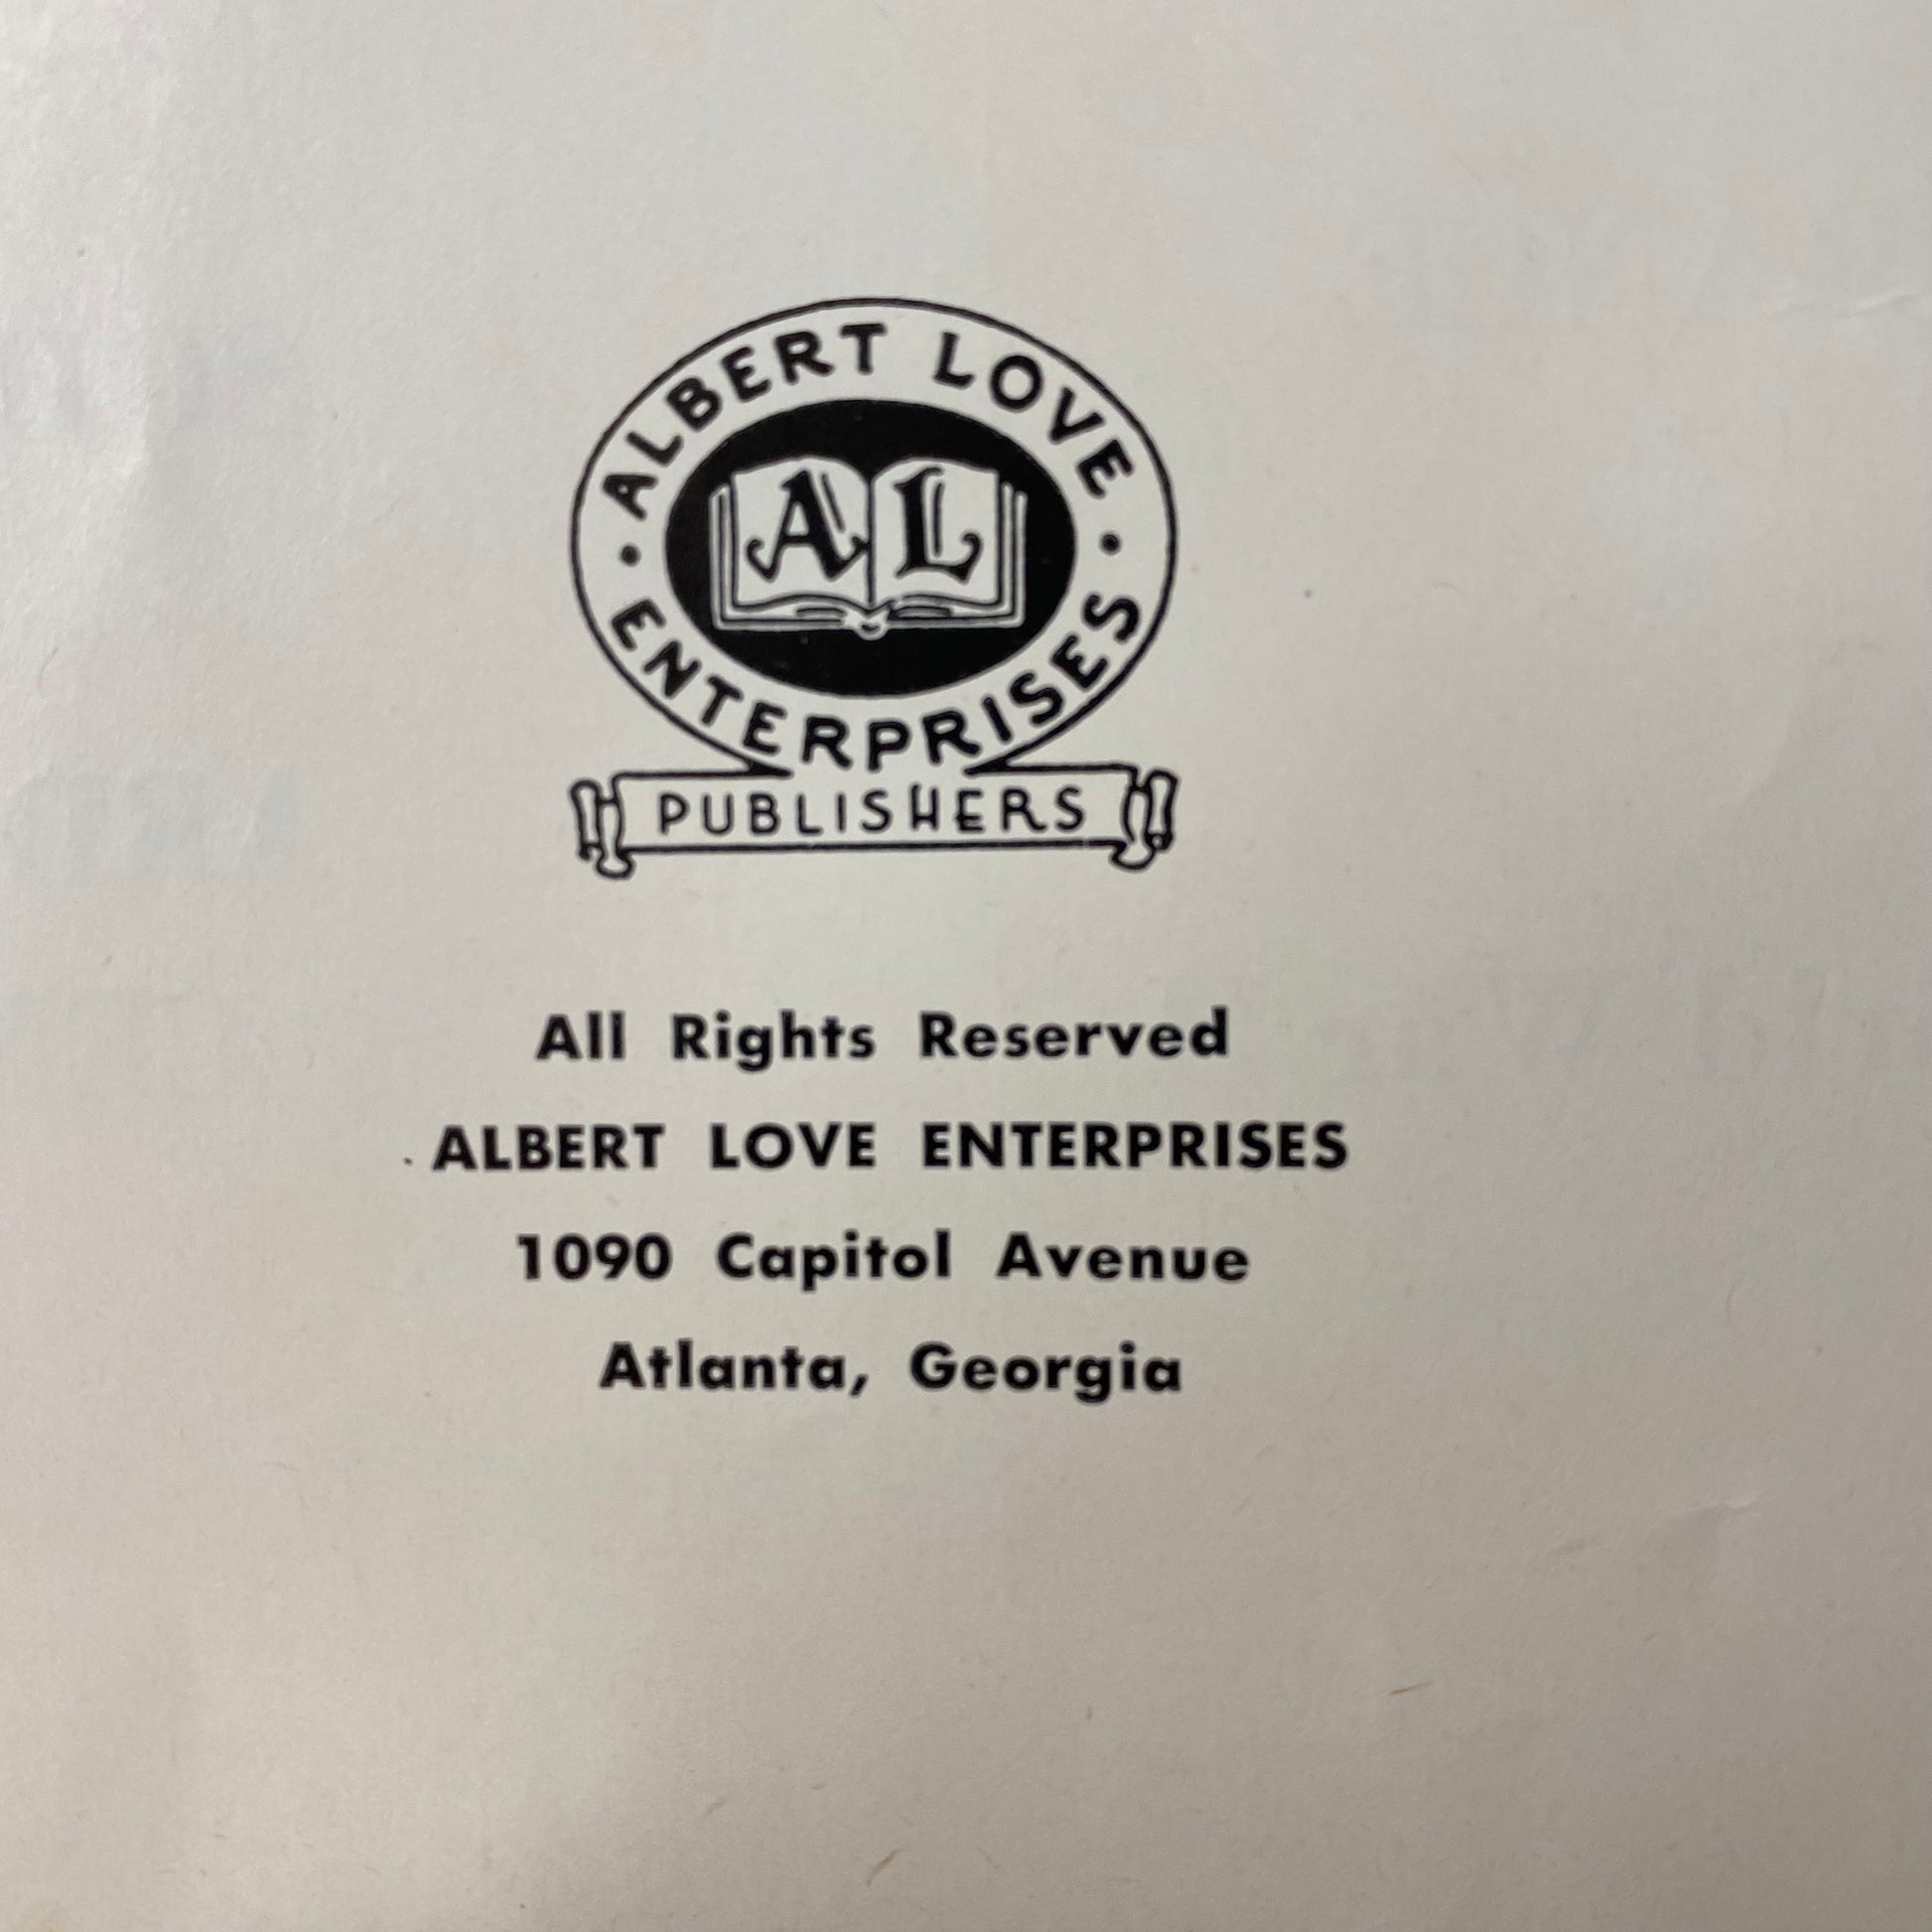 ALBERT LOVE
AL
ENTERPRISES
PUBLISHERS
All Rights Reserved
ALBERT LOVE ENTERPRISES
1090 Capitol Avenue
Atlanta, Georgia